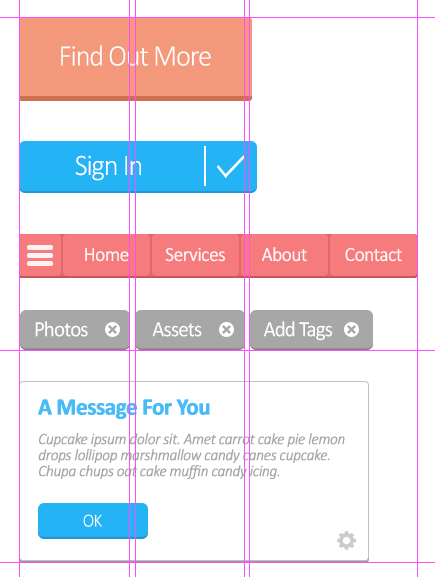 Find Out More
Sign In
Home Services About Contact
Photos Assets Add Tags
A Message For You
Cupcake ipsum dolor sit. Amet carrot cake pie lemon
drops lollipop marshmallow candy canes cupcake.
Chupa chups oat cake muffin candy icing.
OK